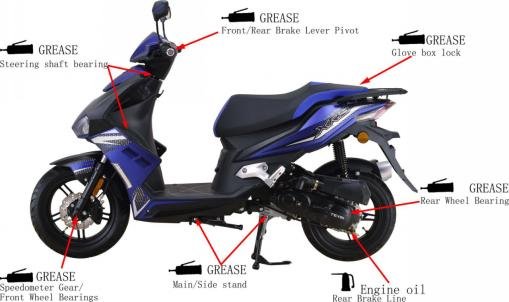 GREASE
Front/Rear Brake Lever Pivot
GREASE
Steering shaft bearing
GREASE
Glove box lock
GREASE
Rear Wheel Bearing
GREASE
Speedometer Gear/
Front Wheel Bearings
GREASE
Main/Side stand
Engine oil
Rear Brake Line